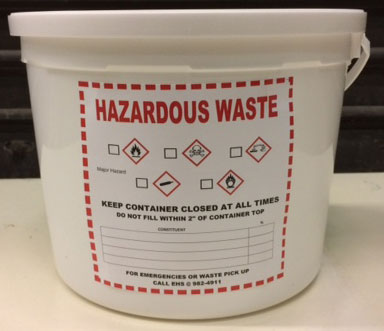 HAZARDOUS WASTE
Major Hazard
KEEP CONTAINER CLOSED AT ALL TIMES
DO NOT FILL WITHIN 2" OF CONTAINER TOP
CONSTITUENT %
FOR EMERGENCIES OR WASTE PICK UP
CALL EHS @ 982-4911